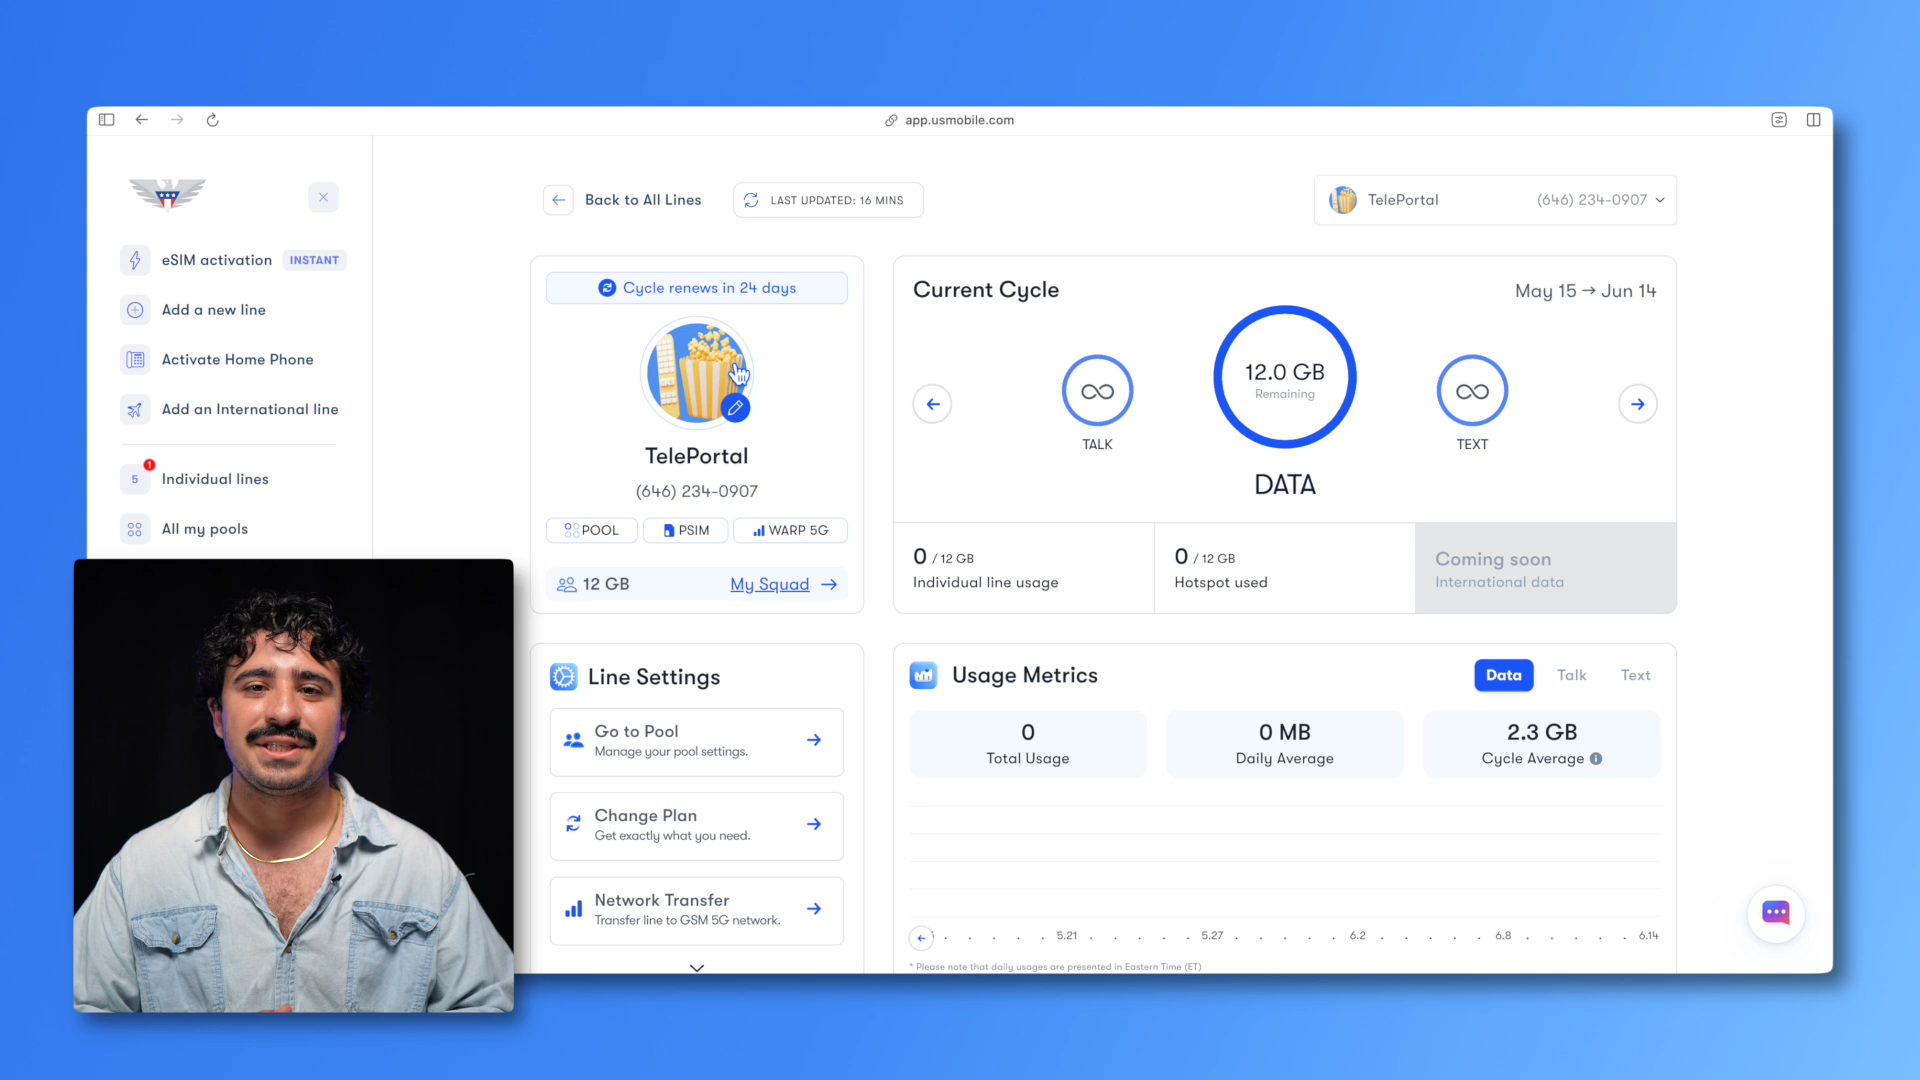 app.usmobile.com
eSIM activation INSTANT
Add a new line
Activate Home Phone
Add an International line
5 1 Individual lines
All my pools
Back to All Lines
LAST UPDATED: 16 MINS
TelePortal (646) 234-0907
Cycle renews in 24 days
TelePortal
(646) 234-0907
POOL PSIM WARP 5G
12 GB My Squad
Current Cycle
May 15 → Jun 14
TALK
12.0 GB
Remaining
DATA
TEXT
0 / 12 GB
Individual line usage
0 / 12 GB
Hotspot used
Coming soon
International data
Line Settings
Go to Pool
Manage your pool settings.
Change Plan
Get exactly what you need.
Network Transfer
Transfer line to GSM 5G network.
Usage Metrics
Data Talk Text
0
Total Usage
0 MB
Daily Average
2.3 GB
Cycle Average
5.21 5.27 6.2 6.8 6.14
* Please note that daily usages are presented in Eastern Time (ET)